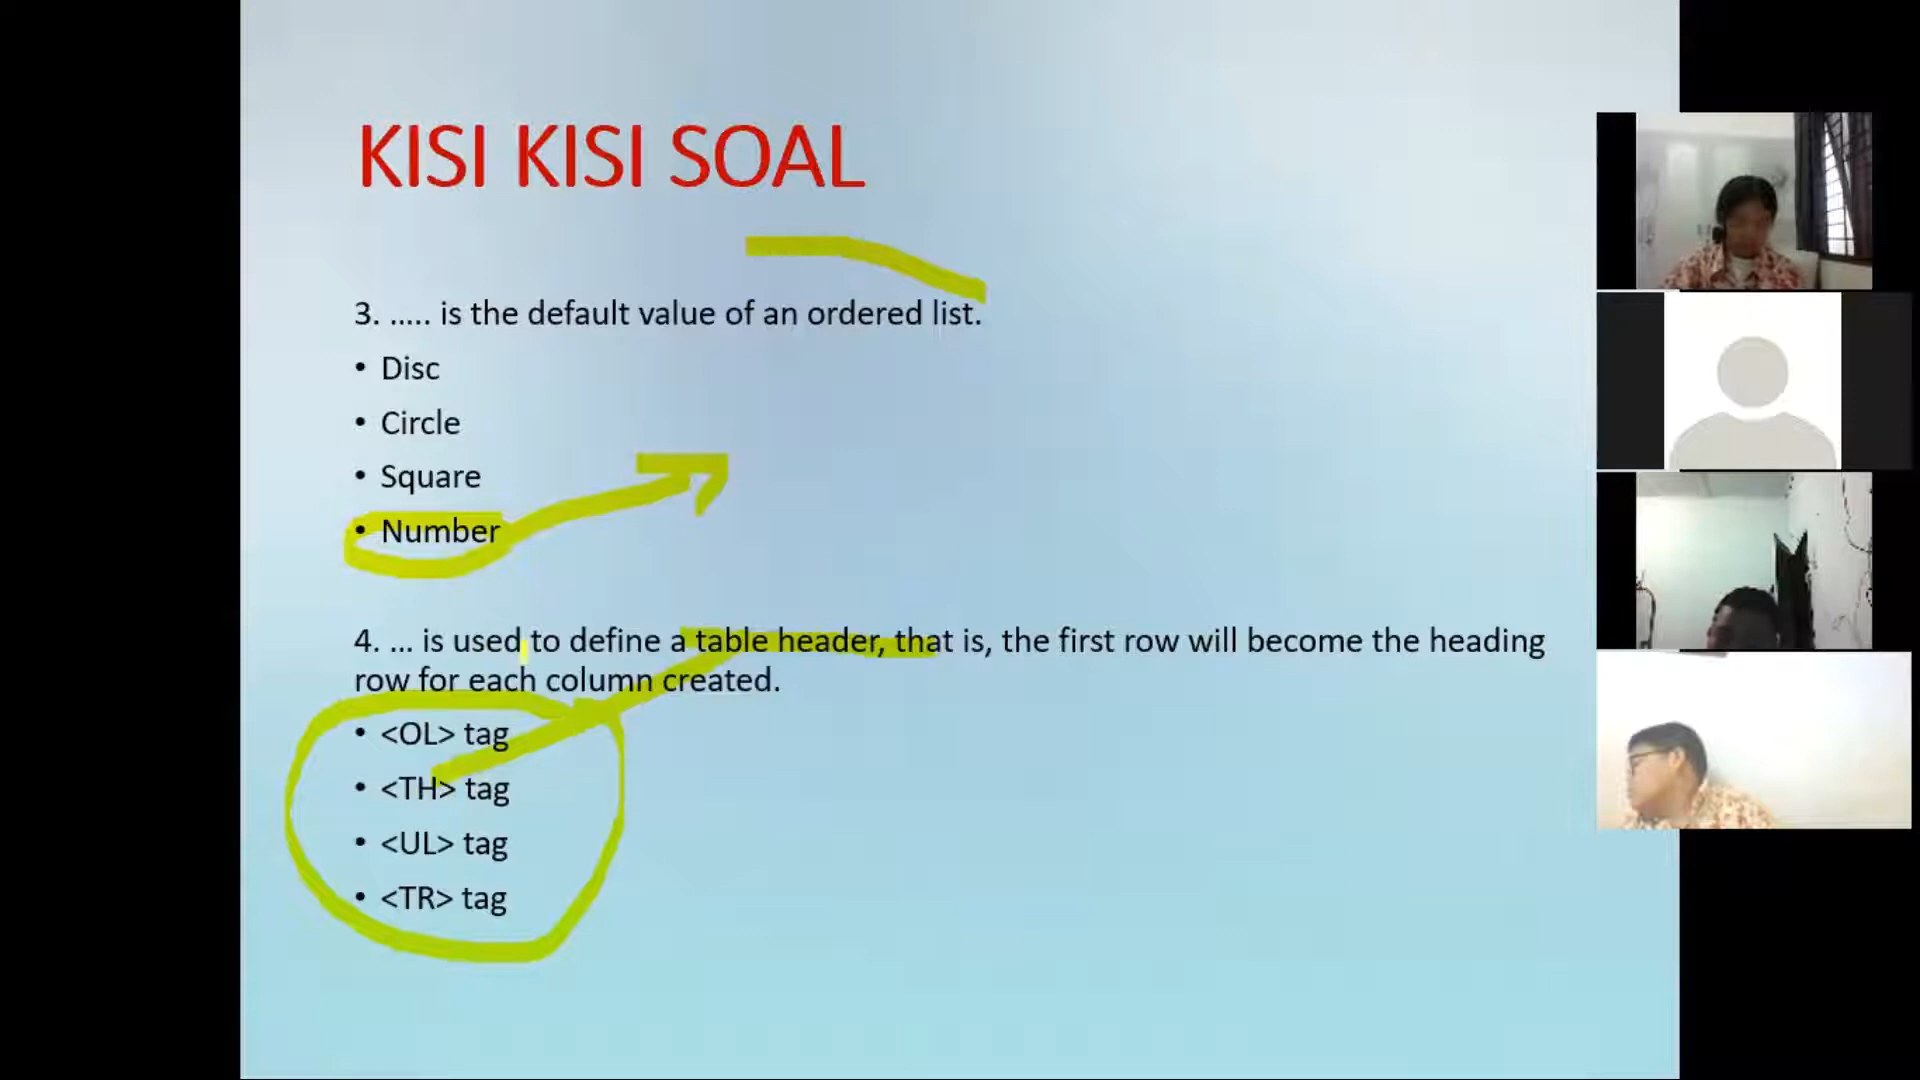 KISI KISI SOAL
3. ..... is the default value of an ordered list.
• Disc
• Circle
• Square
• Number
4. ... is used to define a table header, that is, the first row will become the heading
row for each column created.
• <OL> tag
• <TH> tag
• <UL> tag
• <TR> tag